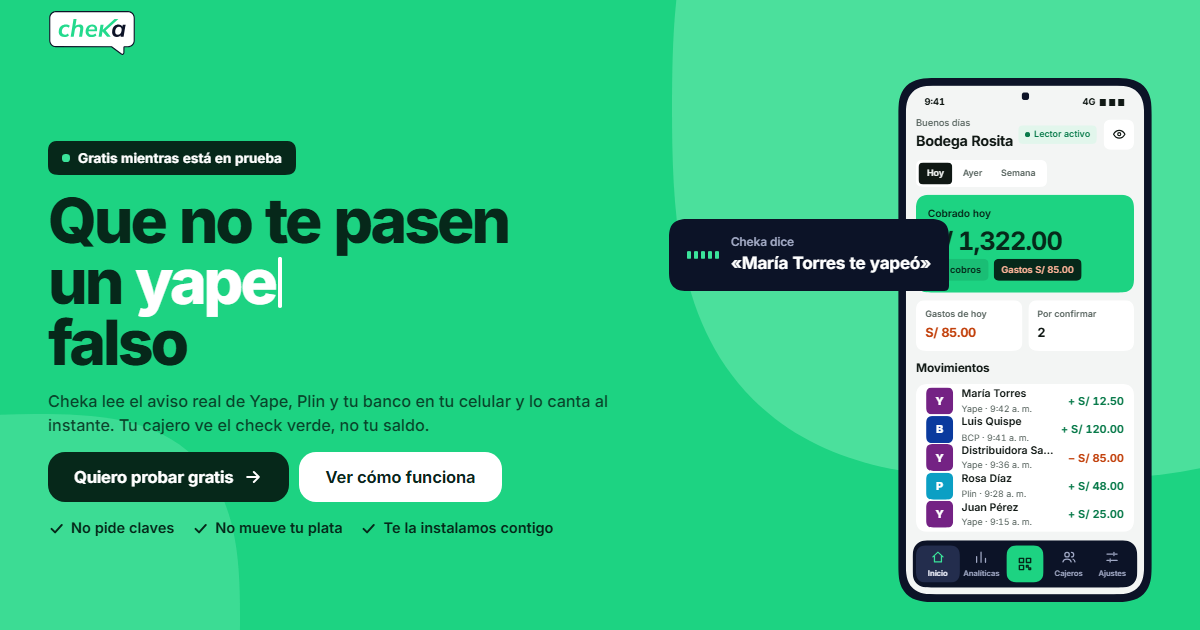 cheKa
Gratis mientras está en prueba
Que no te pasen
un yape
falso
Cheka lee el aviso real de Yape, Plin y tu banco en tu celular y lo canta al
instante. Tu cajero ve el check verde, no tu saldo.
Quiero probar gratis →
Ver cómo funciona
No pide claves
No mueve tu plata
Te la instalamos contigo
Cheka dice
«María Torres te yapeó»
9:41
4G
Buenos días
Bodega Rosita
Lector activo
Hoy
Ayer
Semana
Cobrado hoy
1,322.00
cobros
Gastos S/ 85.00
Gastos de hoy
S/ 85.00
Por confirmar
2
Movimientos
Y
María Torres
Yape · 9:42 a. m.
+ S/ 12.50
B
Luis Quispe
BCP · 9:41 a. m.
+ S/ 120.00
Y
Distribuidora Sa...
Yape · 9:36 a. m.
− S/ 85.00
P
Rosa Díaz
Plin · 9:28 a. m.
+ S/ 48.00
Y
Juan Pérez
Yape · 9:15 a. m.
+ S/ 25.00
Inicio
Analíticas
Cajeros
Ajustes